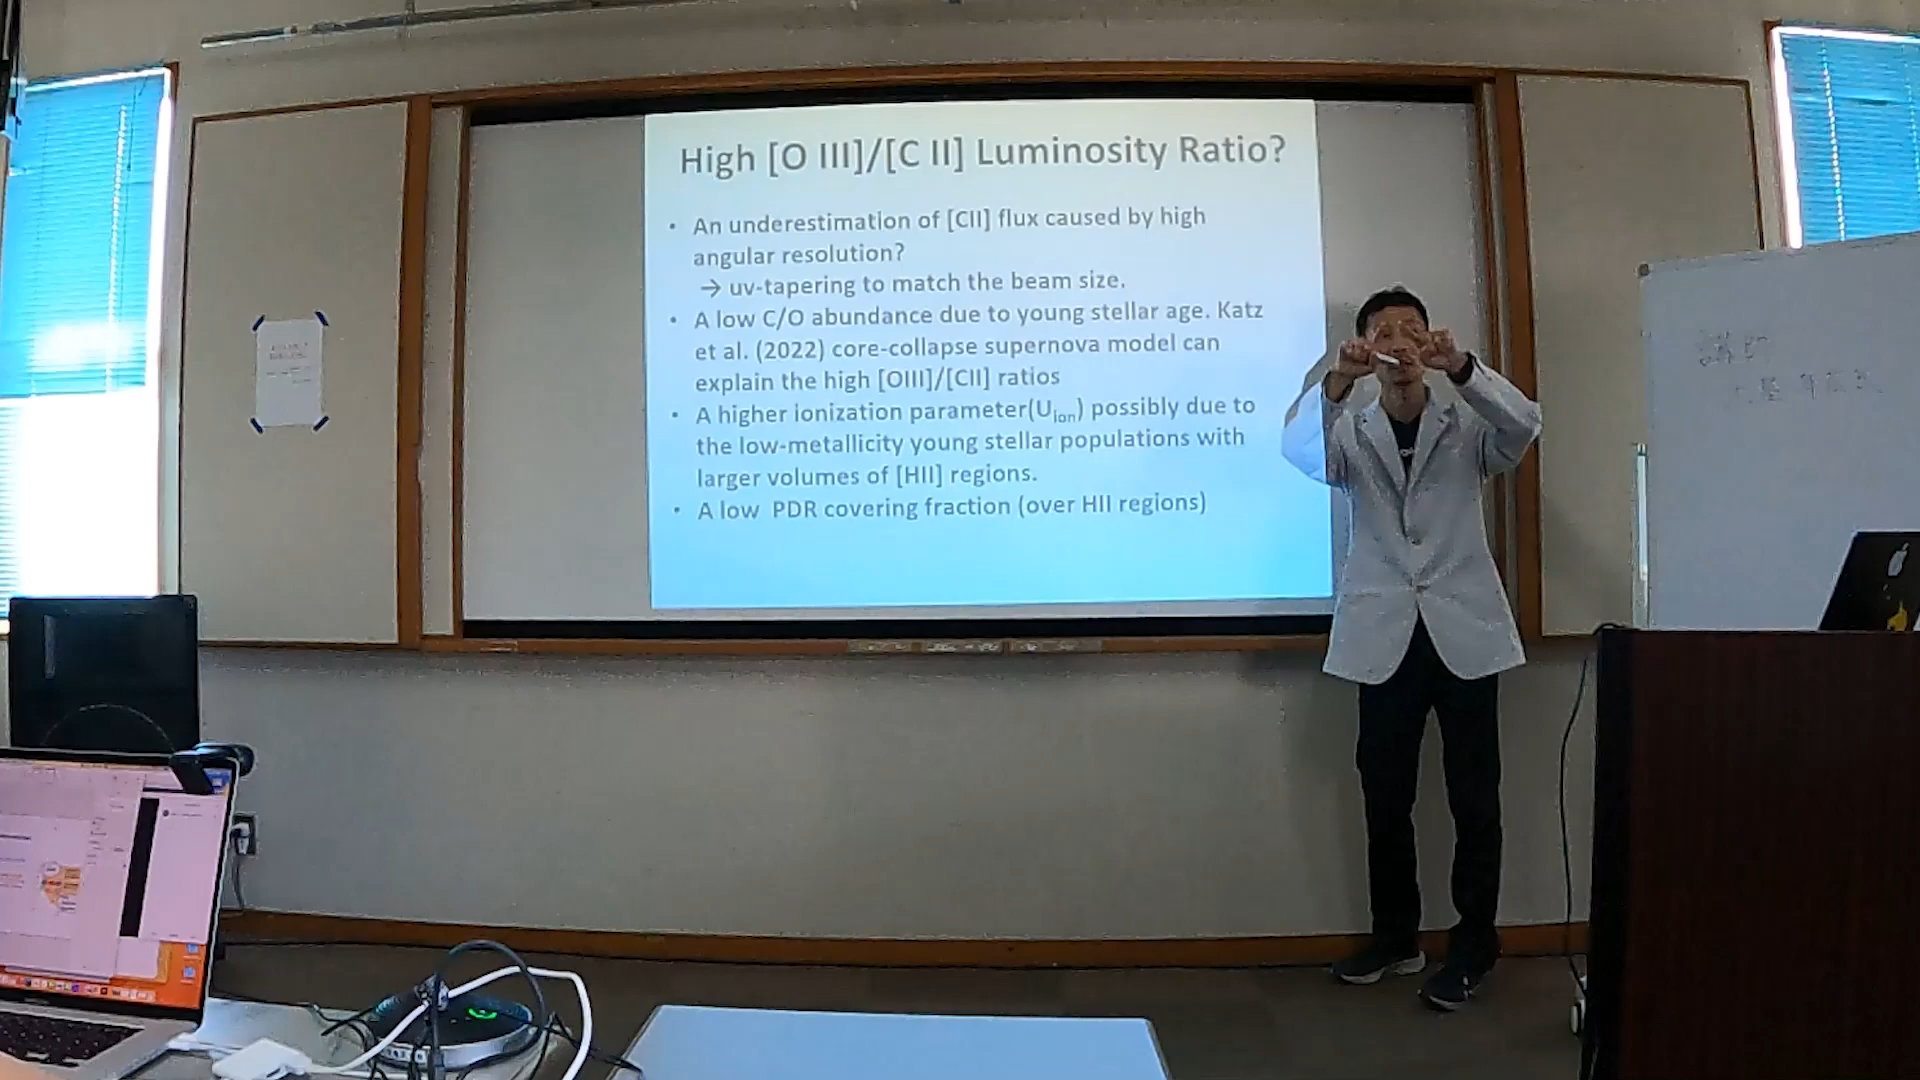 High [O III]/[C II] Luminosity Ratio?
• An underestimation of [CII] flux caused by high
angular resolution?
→ uv-tapering to match the beam size.
• A low C/O abundance due to young stellar age. Katz
et al. (2022) core-collapse supernova model can
explain the high [OIII]/[CII] ratios
• A higher ionization parameter(Uion) possibly due to
the low-metallicity young stellar populations with
larger volumes of [HII] regions.
• A low PDR covering fraction (over HII regions)